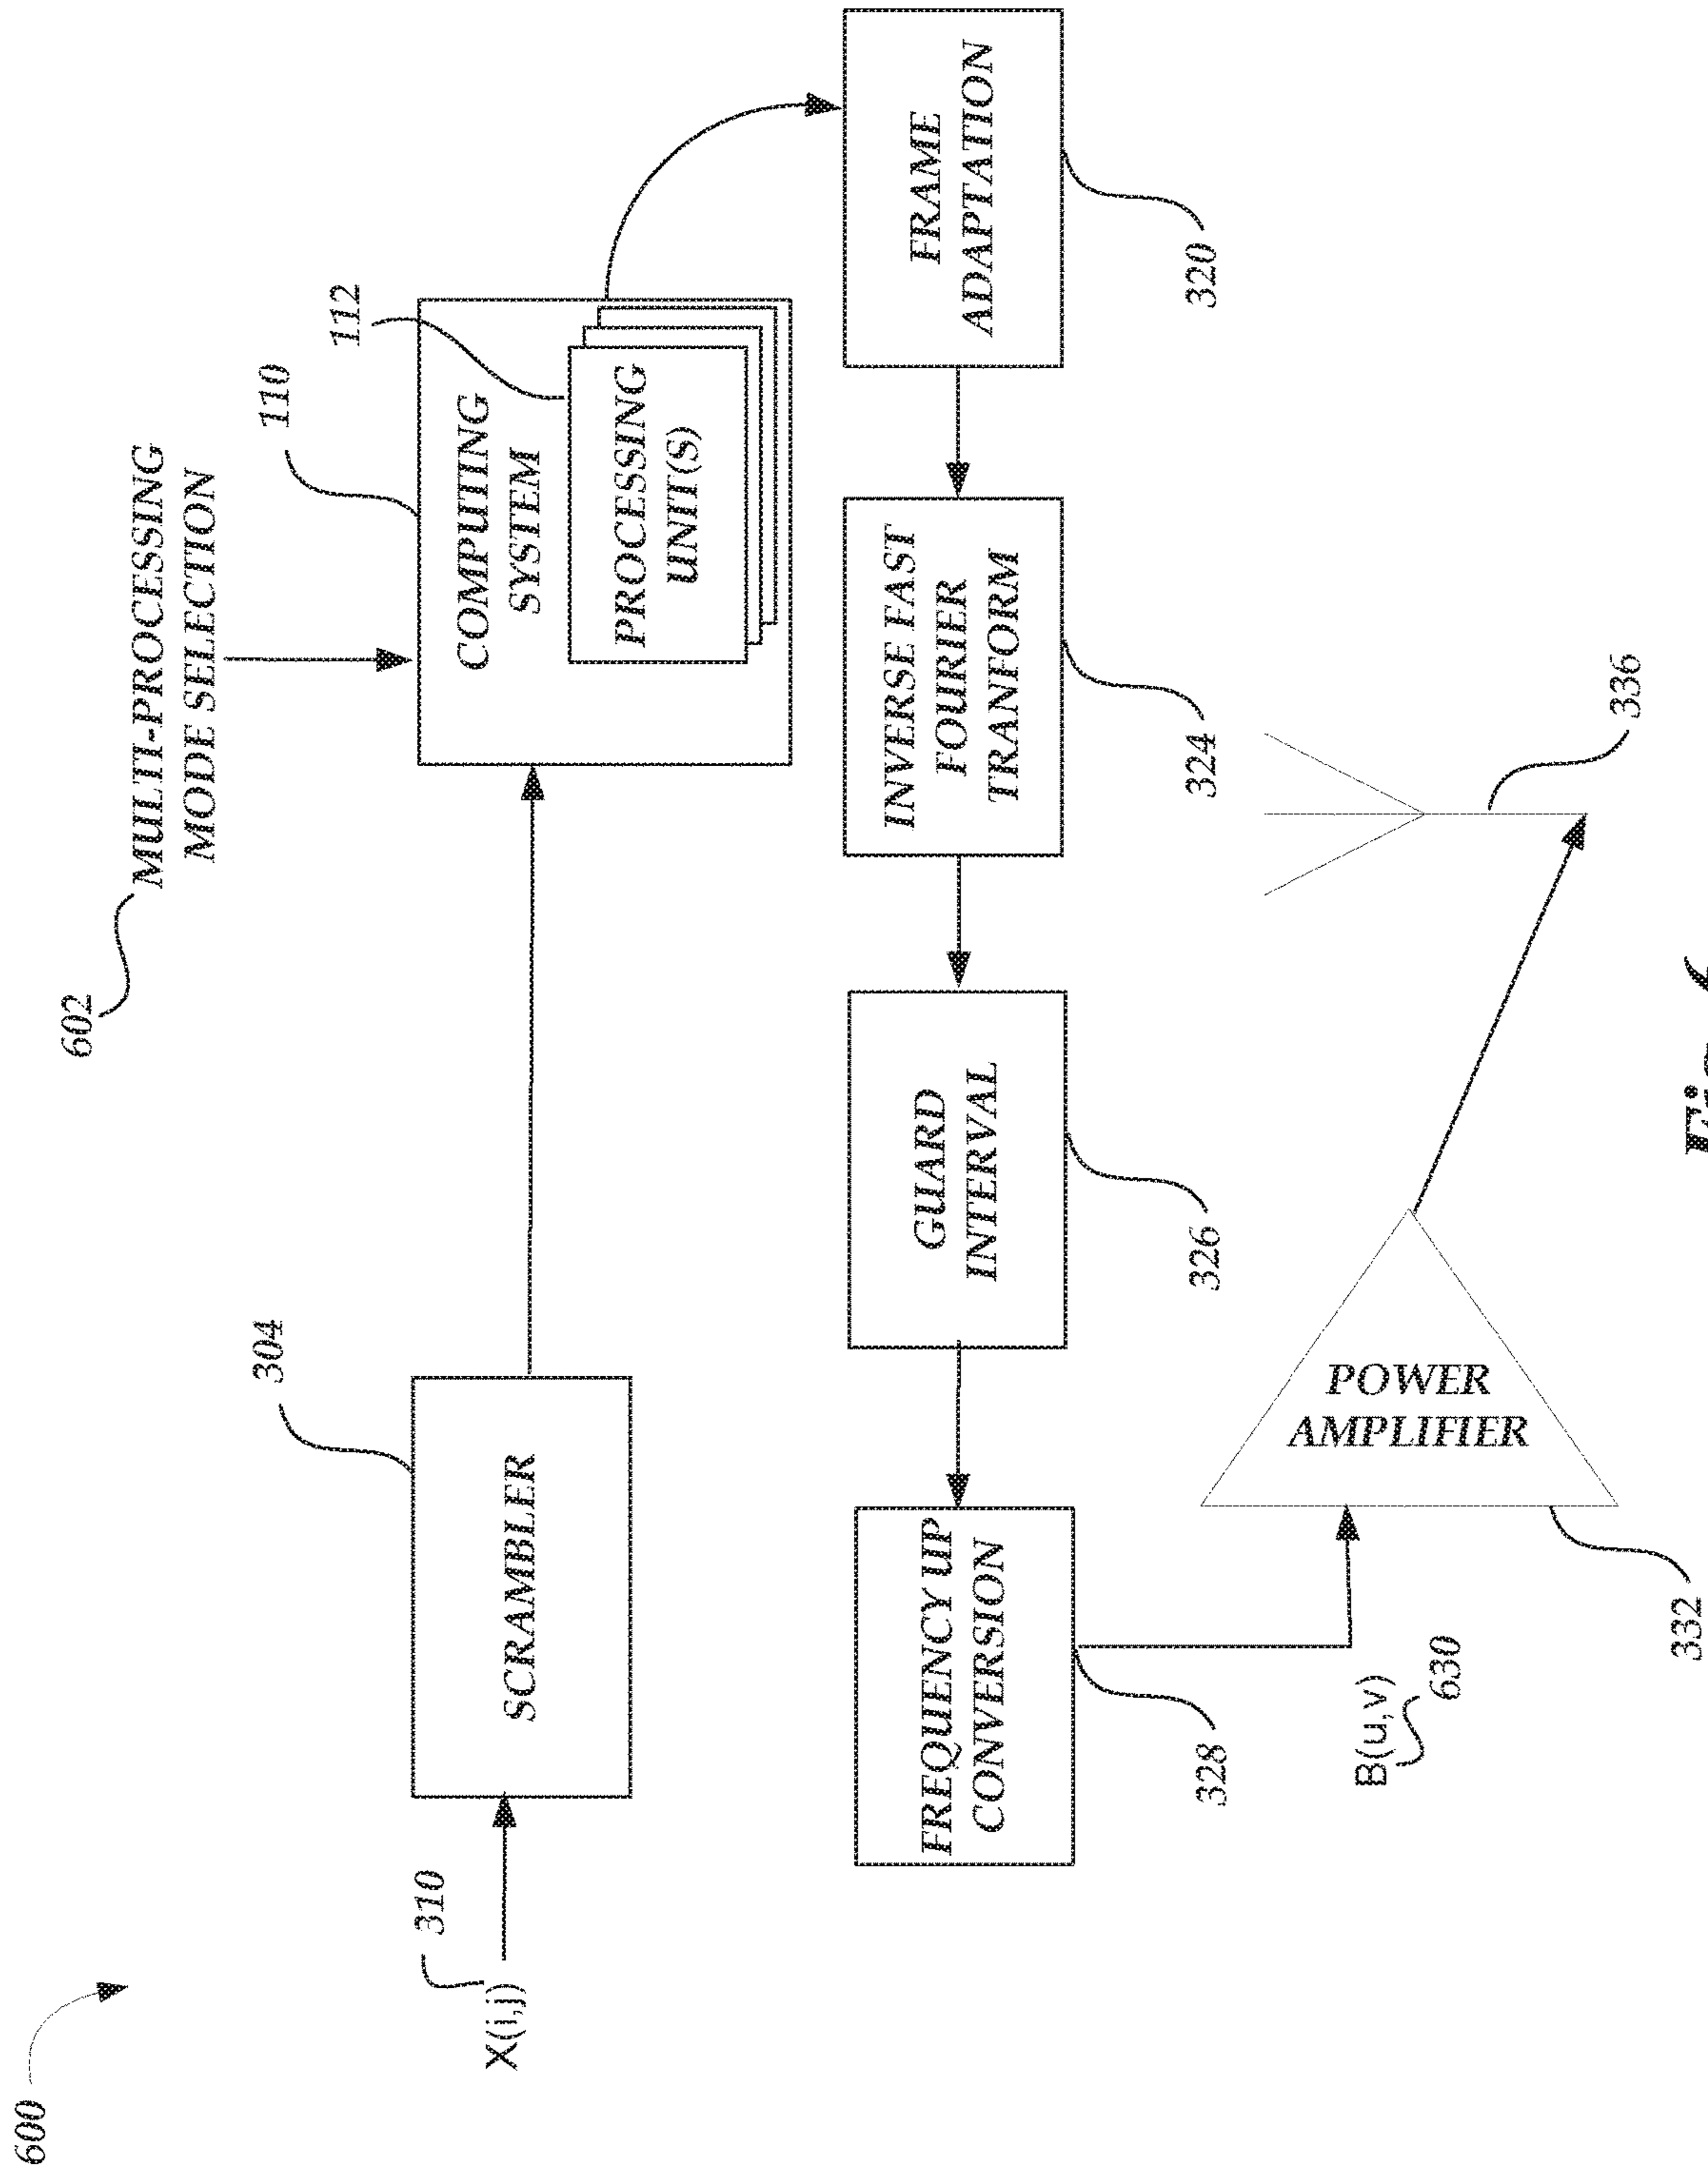 600
602
MULTI-PROCESSING
MODE SELECTION
110
112
COMPUTING
SYSTEM
PROCESSING
UNIT(S)
X(i,j)
310
304
SCRAMBLER
FREQUENCY UP
CONVERSION
328
GUARD
INTERVAL
326
INVERSE FAST
FOURIER
TRANFORM
324
FRAME
ADAPTATION
320
B(u,v)
630
POWER
AMPLIFIER
332
336